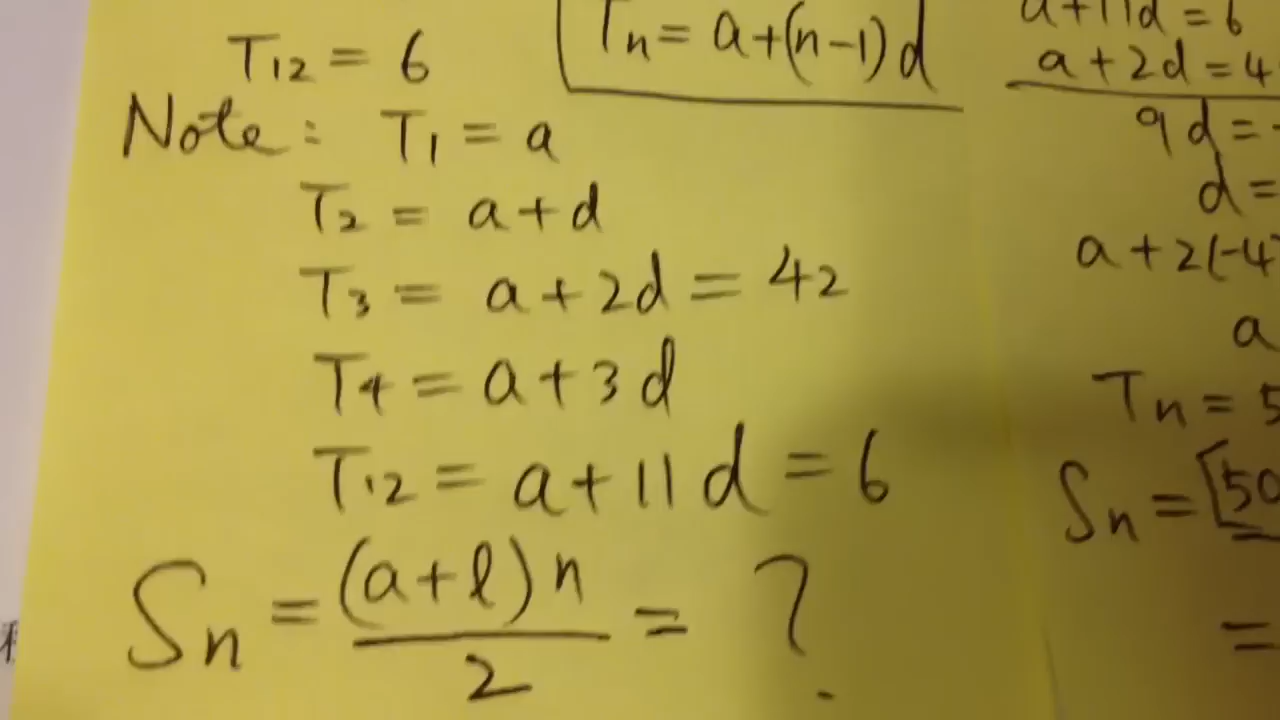 T₁₂ = 6
Note: T₁ = a
T₂ = a+d
T₃ = a+2d = 42
T₄ = a+3d
T₁₂ = a+11d = 6
Sn = (a+l)n / 2 = ?
Tn = a+(n-1)d
a+11d = 6
a+2d = 4
9d = -
d =
a+2(-4
a
Tn = 5
Sn = [50
=